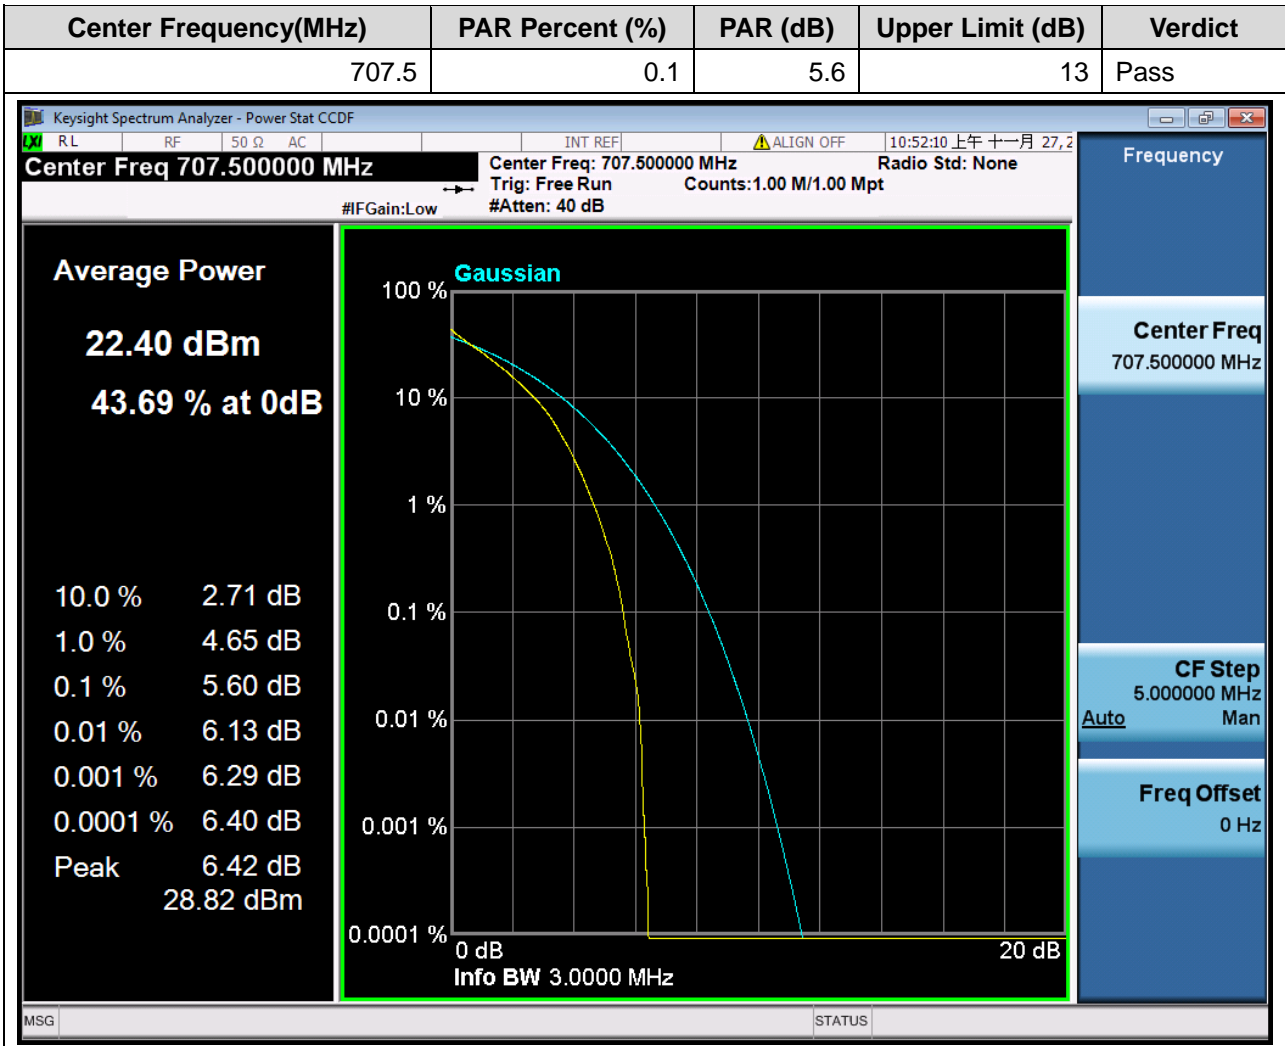 Center Frequency(MHz) PAR Percent (%) PAR (dB) Upper Limit (dB) Verdict
707.5 0.1 5.6 13 Pass
Keysight Spectrum Analyzer - Power Stat CCDF
LXI RL RF 50 Ω AC INT REF ALIGN OFF 10:52:10 上午 十一月 27, 2
Center Freq 707.500000 MHz
Center Freq: 707.500000 MHz Radio Std: None
Trig: Free Run Counts:1.00 M/1.00 Mpt
#IFGain:Low #Atten: 40 dB
Average Power
22.40 dBm
43.69 % at 0dB
10.0 % 2.71 dB
1.0 % 4.65 dB
0.1 % 5.60 dB
0.01 % 6.13 dB
0.001 % 6.29 dB
0.0001 % 6.40 dB
Peak 6.42 dB
28.82 dBm
Gaussian
100 %
10 %
1 %
0.1 %
0.01 %
0.001 %
0.0001 %
0 dB 20 dB
Info BW 3.0000 MHz
Frequency
Center Freq
707.500000 MHz
CF Step
5.000000 MHz
Auto Man
Freq Offset
0 Hz
MSG STATUS